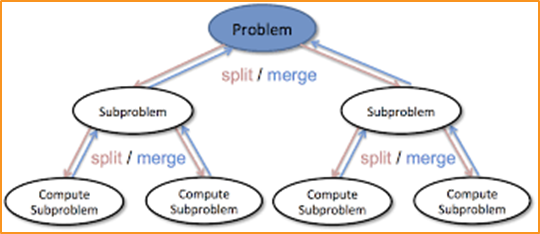 Problem
split / merge
Subproblem
Subproblem
split / merge
split / merge
Compute
Subproblem
Compute
Subproblem
Compute
Subproblem
Compute
Subproblem